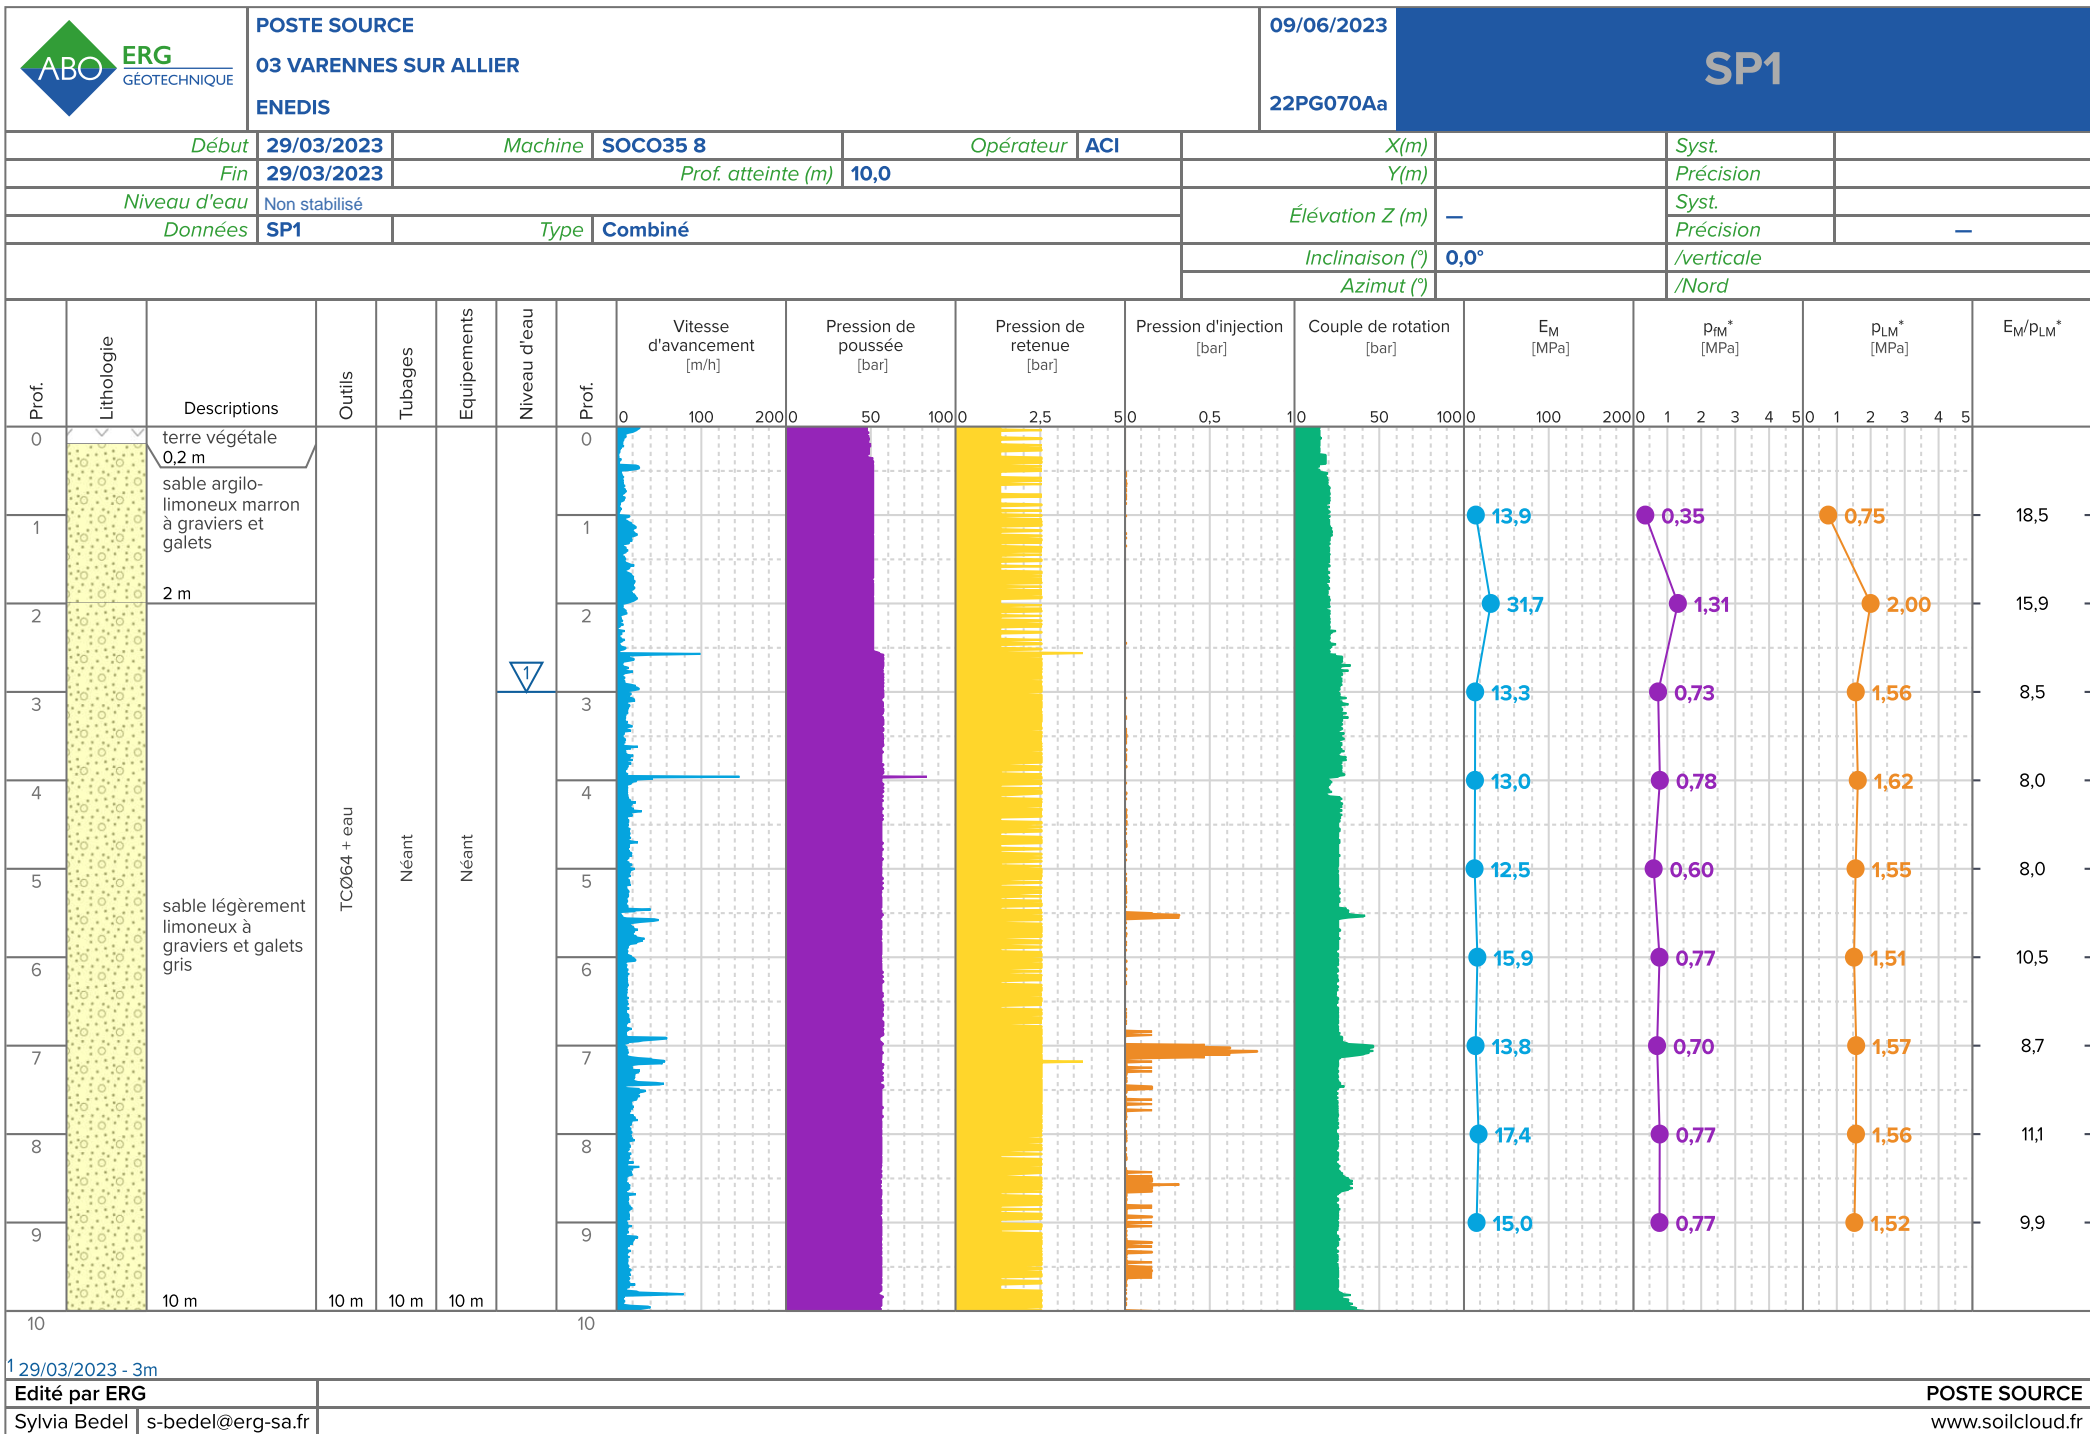 ABO ERG
GÉOTECHNIQUE
POSTE SOURCE
03 VARENNES SUR ALLIER
ENEDIS
09/06/2023
22PG070Aa
SP1
Début 29/03/2023 Machine SOCO35 8 Opérateur ACI X(m) Syst.
Fin 29/03/2023 Prof. atteinte (m) 10,0 Y(m) Précision
Niveau d'eau Non stabilisé Élévation Z (m) — Syst.
Données SP1 Type Combiné Précision —
Inclinaison (°) 0,0° /verticale
Azimut (°) /Nord
Prof.
Lithologie
Descriptions
Outils
Tubages
Equipements
Niveau d'eau
Prof.
Vitesse
d'avancement
[m/h]
Pression de
poussée
[bar]
Pression de
retenue
[bar]
Pression d'injection
[bar]
Couple de rotation
[bar]
EM
[MPa]
pfM*
[MPa]
pLM*
[MPa]
EM/pLM*
0 100 200
0 50 100
0 2,5 5
0 0,5 1
0 50 100
0 100 200
0 1 2 3 4 5
0 1 2 3 4 5
0 terre végétale 0
0,2 m
sable argilo-
limoneux marron
à graviers et
galets
1 1 13,9 0,35 0,75 18,5
2 m
2 2 31,7 1,31 2,00 15,9
1
3 3 13,3 0,73 1,56 8,5
4 4 13,0 0,78 1,62 8,0
TCØ64 + eau
Néant
Néant
5 5 12,5 0,60 1,55 8,0
sable légèrement
limoneux à
graviers et galets
gris
6 6 15,9 0,77 1,51 10,5
7 7 13,8 0,70 1,57 8,7
8 8 17,4 0,77 1,56 11,1
9 9 15,0 0,77 1,52 9,9
10 m 10 m 10 m 10 m
10 10
1 29/03/2023 - 3m
Edité par ERG POSTE SOURCE
Sylvia Bedel s-bedel@erg-sa.fr www.soilcloud.fr